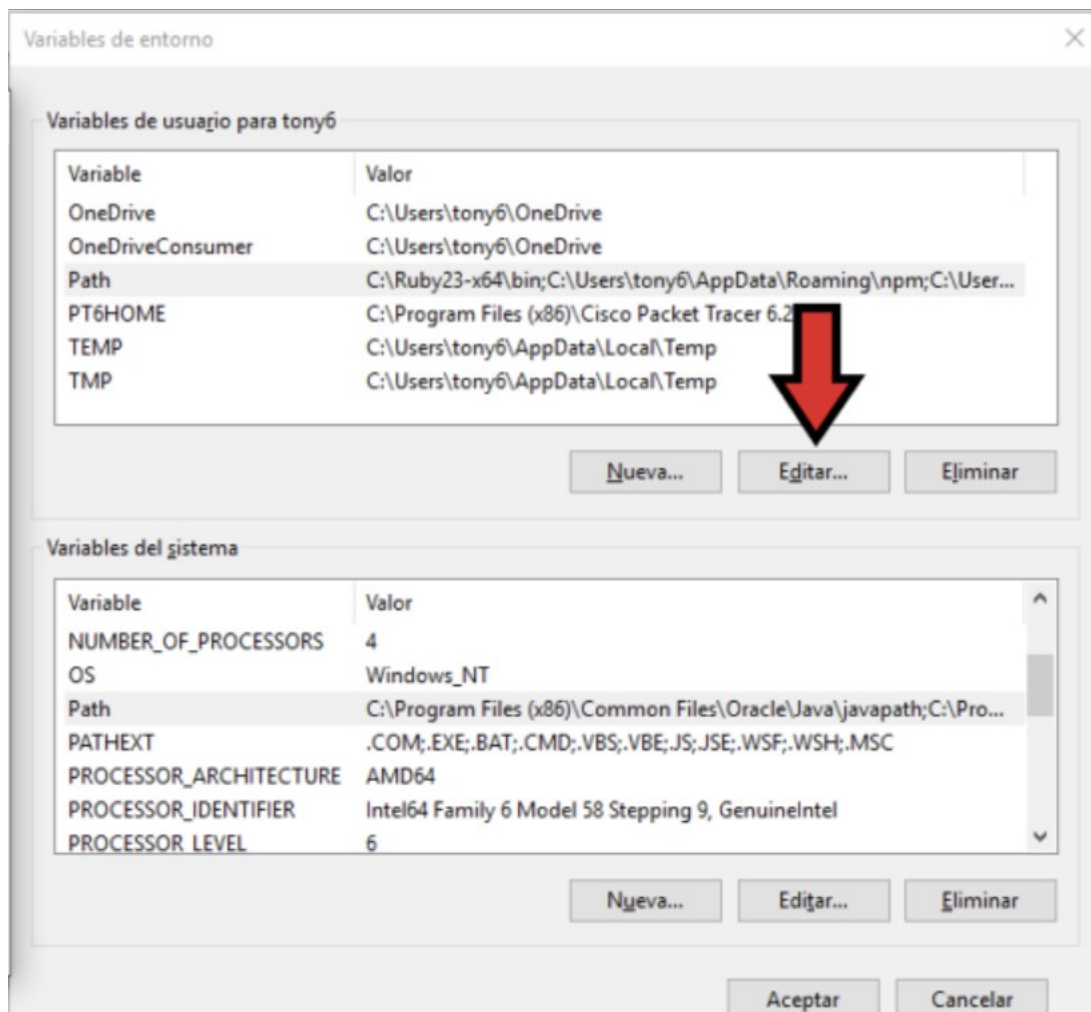 Variables de entorno
Variables de usuario para tony6
Variable Valor
OneDrive C:\Users\tony6\OneDrive
OneDriveConsumer C:\Users\tony6\OneDrive
Path C:\Ruby23-x64\bin;C:\Users\tony6\AppData\Roaming\npm;C:\User...
PT6HOME C:\Program Files (x86)\Cisco Packet Tracer 6.2
TEMP C:\Users\tony6\AppData\Local\Temp
TMP C:\Users\tony6\AppData\Local\Temp
Nueva... Editar... Eliminar
Variables del sistema
Variable Valor
NUMBER_OF_PROCESSORS 4
OS Windows_NT
Path C:\Program Files (x86)\Common Files\Oracle\Java\javapath;C:\Pro...
PATHEXT .COM;.EXE;.BAT;.CMD;.VBS;.VBE;.JS;.JSE;.WSF;.WSH;.MSC
PROCESSOR_ARCHITECTURE AMD64
PROCESSOR_IDENTIFIER Intel64 Family 6 Model 58 Stepping 9, GenuineIntel
PROCESSOR_LEVEL 6
Nueva... Editar... Eliminar
Aceptar Cancelar